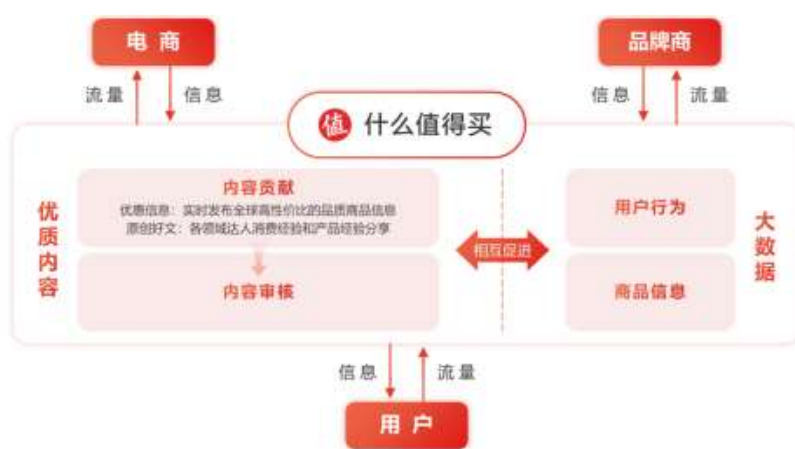 电商
品牌商
流量
信息
信息
流量
值 什么值得买
优质内容
内容贡献
优惠信息：实时发布全球高性价比的品质商品信息
原创好文：各领域达人消费经验和产品经验分享
内容审核
相互促进
用户行为
商品信息
大数据
信息
流量
用户